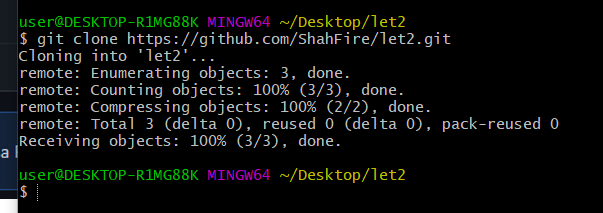 user@DESKTOP-R1MG88K MINGW64 ~/Desktop/let2
$ git clone https://github.com/ShahFire/let2.git
Cloning into 'let2'...
remote: Enumerating objects: 3, done.
remote: Counting objects: 100% (3/3), done.
remote: Compressing objects: 100% (2/2), done.
remote: Total 3 (delta 0), reused 0 (delta 0), pack-reused 0
Receiving objects: 100% (3/3), done.
user@DESKTOP-R1MG88K MINGW64 ~/Desktop/let2
$